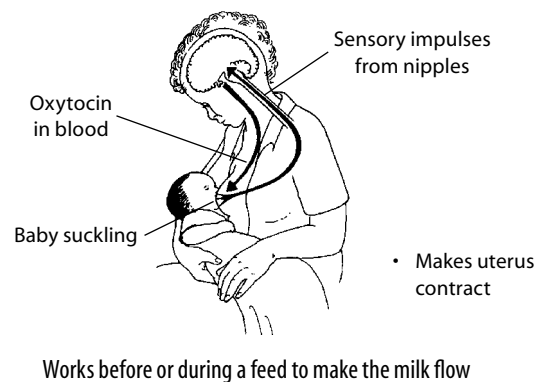 Sensory impulses
from nipples
Oxytocin
in blood
Baby suckling
• Makes uterus
contract
Works before or during a feed to make the milk flow